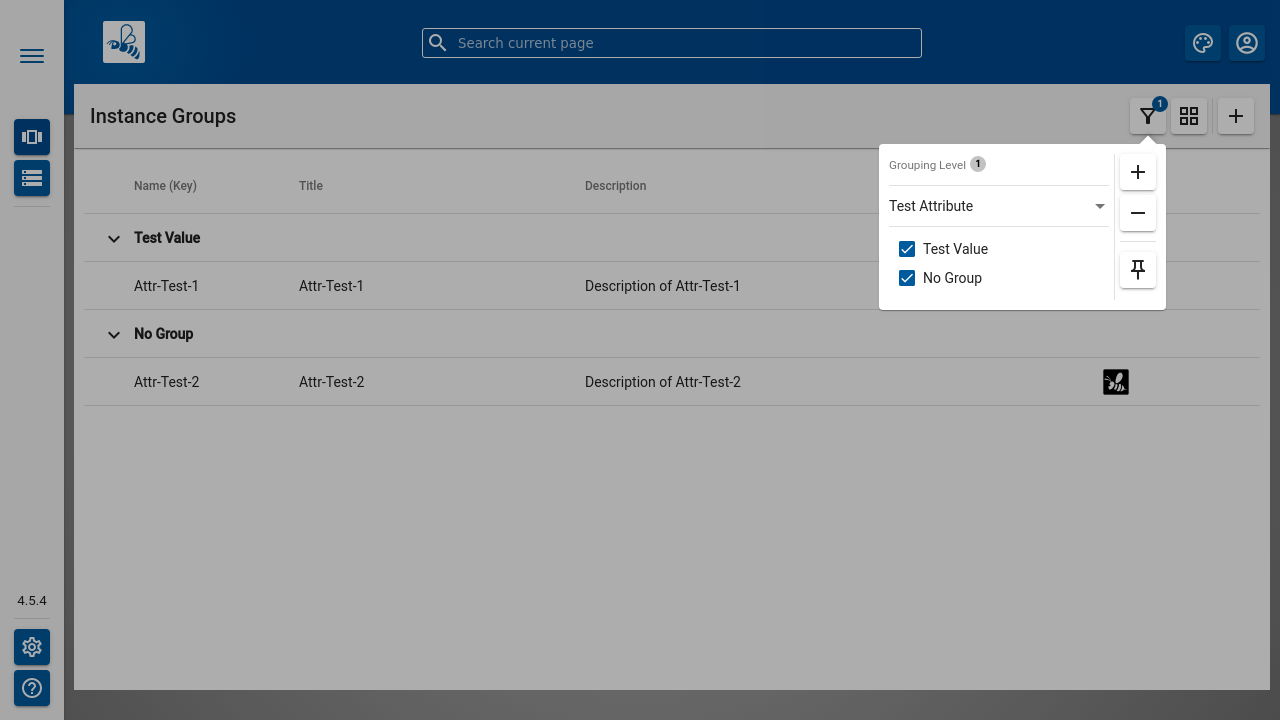 Search current page
Instance Groups
1
Grouping Level 1
Test Attribute
Test Value
No Group
Name (Key) Title Description
Test Value
Attr-Test-1 Attr-Test-1 Description of Attr-Test-1
No Group
Attr-Test-2 Attr-Test-2 Description of Attr-Test-2
4.5.4